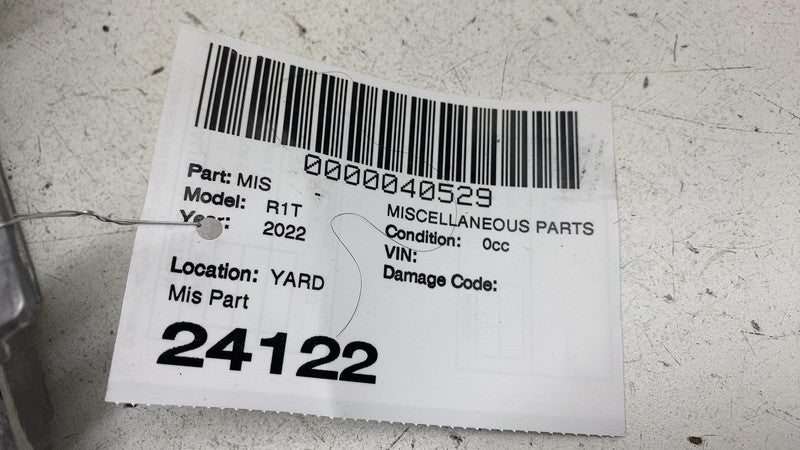 0000040529
Part: MIS
MISCELLANEOUS PARTS
Model: R1T
Condition: 0cc
Year: 2022
VIN:
Damage Code:
Location: YARD
Mis Part
24122